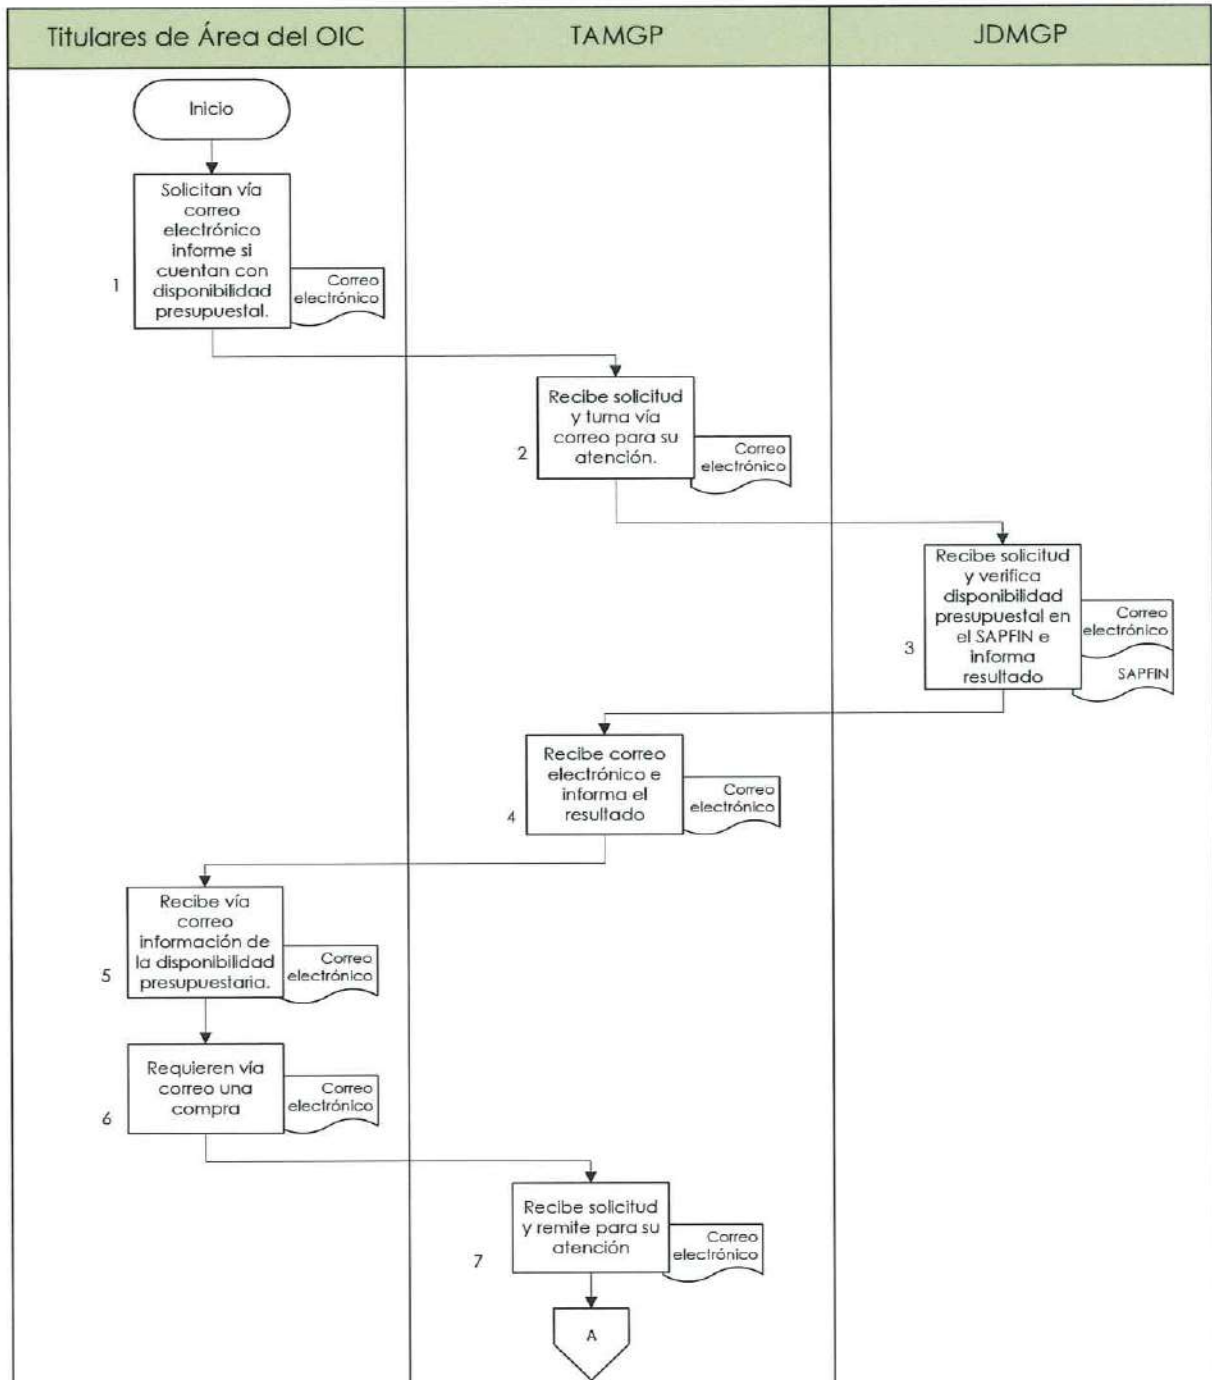 Titulares de Área del OIC
TAMGP
JDMGP
Inicio
Solicitan vía
correo
electrónico
informe si
cuentan con
disponibilidad
presupuestal.
1
Correo
electrónico
Recibe solicitud
y turna vía
correo para su
atención.
2
Correo
electrónico
Recibe solicitud
y verifica
disponibilidad
presupuestal en
el SAPFIN e
informa
resultado
3
Correo
electrónico
SAPFIN
Recibe correo
electrónico e
informa el
resultado
4
Correo
electrónico
Recibe vía
correo
información de
la disponibilidad
presupuestaria.
5
Correo
electrónico
Requieren vía
correo una
compra
6
Correo
electrónico
Recibe solicitud
y remite para su
atención
7
Correo
electrónico
A